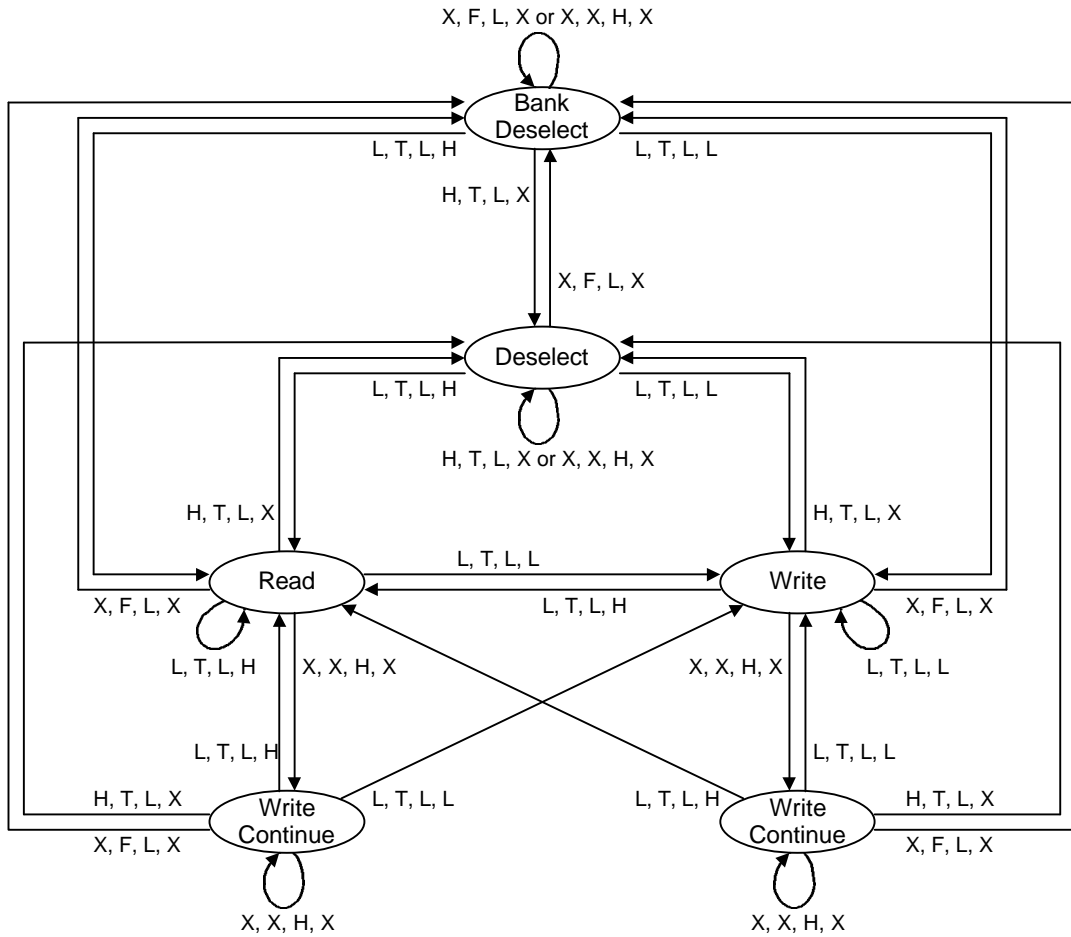 X, F, L, X or X, X, H, X
Bank
Deselect
L, T, L, H
L, T, L, L
H, T, L, X
X, F, L, X
Deselect
L, T, L, H
L, T, L, L
H, T, L, X or X, X, H, X
H, T, L, X
H, T, L, X
L, T, L, L
Read
Write
X, F, L, X
L, T, L, H
X, F, L, X
L, T, L, H
X, X, H, X
X, X, H, X
L, T, L, L
L, T, L, H
L, T, L, L
H, T, L, X
Write
Continue
L, T, L, L
L, T, L, H
Write
Continue
H, T, L, X
X, F, L, X
X, F, L, X
X, X, H, X
X, X, H, X